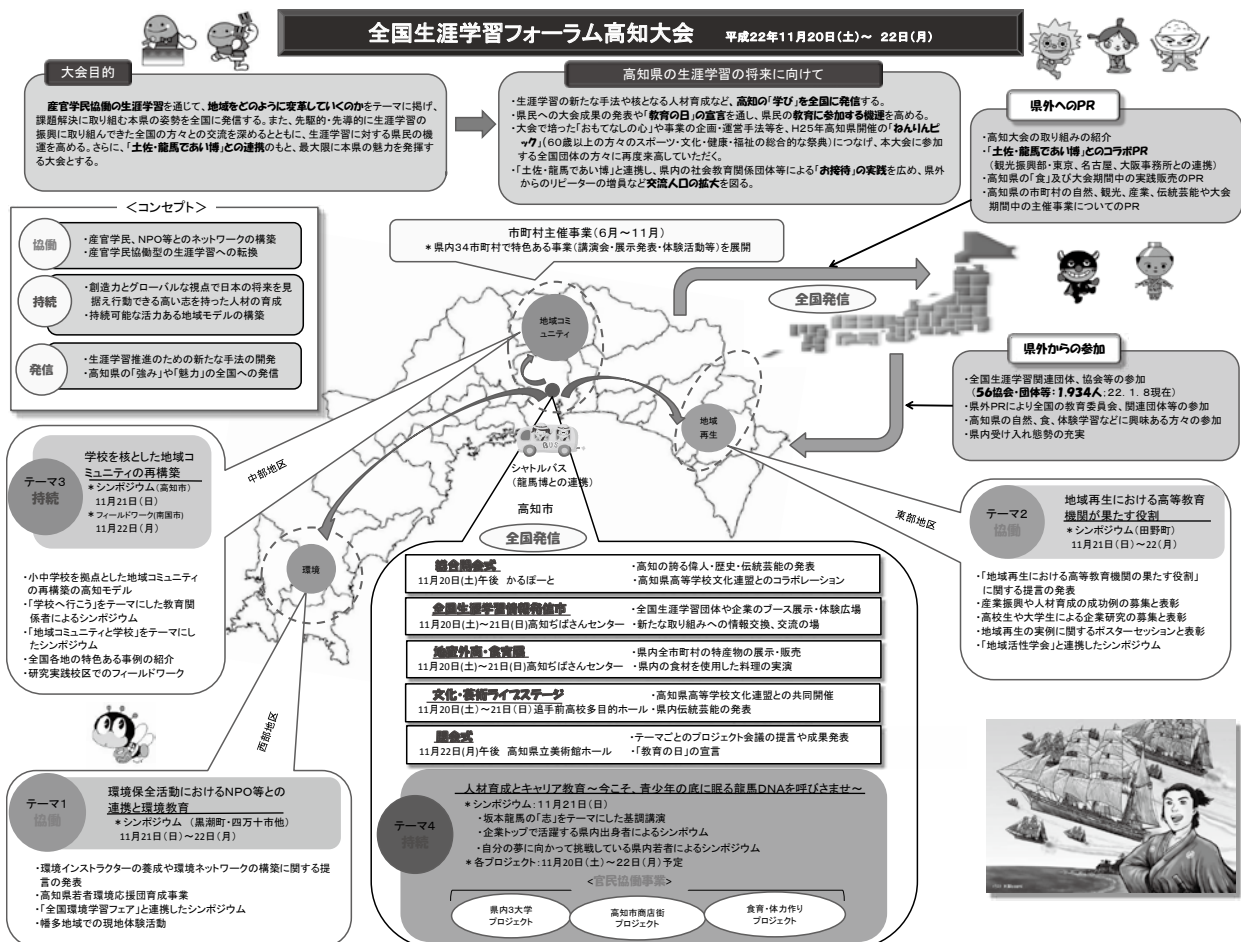 全国生涯学習フォーラム高知大会 平成22年11月20日(土)～ 22日(月)
大会目的
産官学民協働の生涯学習を通じて、地域をどのように変革していくのかをテーマに掲げ、
課題解決に取り組む本県の姿勢を全国に発信する。また、先駆的・先導的に生涯学習の
振興に取り組んできた全国の方々との交流を深めるとともに、生涯学習に対する県民の機
運を高める。さらに、「土佐・龍馬であい博」との連携のもと、最大限に本県の魅力を発揮す
る大会とする。
高知県の生涯学習の将来に向けて
・生涯学習の新たな手法や核となる人材育成など、高知の「学び」を全国に発信する。
・県民への大会成果の発表や「教育の日」の宣言を通し、県民の教育に参加する機運を高める。
・大会で培った「おもてなしの心」や事業の企画・運営手法等を、H25年高知県開催の「ねんりんピ
ック」(60歳以上の方々のスポーツ・文化・健康・福祉の総合的な祭典)につなげ、本大会に参加
する全国団体の方々に再度来高していただく。
・「土佐・龍馬であい博」と連携し、県内の社会教育関係団体等による「お接待」の実践を広め、県外
からのリピーターの増員など交流人口の拡大を図る。
県外へのPR
・高知大会の取り組みの紹介
・「土佐・龍馬であい博」とのコラボPR
(観光振興部・東京、名古屋、大阪事務所との連携)
・高知県の「食」及び大会期間中の実践販売のPR
・高知県の市町村の自然、観光、産業、伝統芸能や大会
期間中の主催事業についてのPR
＜コンセプト＞
協働
・産官学民、NPO等とのネットワークの構築
・産官学民協働型の生涯学習への転換
持続
・創造力とグローバルな視点で日本の将来を見
据え行動できる高い志を持った人材の育成
・持続可能な活力ある地域モデルの構築
発信
・生涯学習推進のための新たな手法の開発
・高知県の「強み」や「魅力」の全国への発信
市町村主催事業(6月～11月)
＊県内34市町村で特色ある事業(講演会・展示発表・体験活動等)を展開
全国発信
地域コミ
ュニティ
地域
再生
環境
シャトルバス
(龍馬博との連携)
高知市
中部地区
東部地区
西部地区
県外からの参加
・全国生涯学習関連団体、協会等の参加
(56協会・団体等:1,934人:22. 1. 8現在)
・県外PRにより全国の教育委員会、関連団体等の参加
・高知県の自然、食、体験学習などに興味ある方々の参加
・県内受け入れ態勢の充実
テーマ3
持続
学校を核とした地域コ
ミュニティの再構築
＊シンポジウム(高知市)
11月21日(日)
＊フィールドワーク(南国市)
11月22日(月)
・小中学校を拠点とした地域コミュニティ
の再構築の高知モデル
・「学校へ行こう」をテーマにした教育関
係者によるシンポジウム
・「地域コミュニティと学校」をテーマにし
たシンポジウム
・全国各地の特色ある事例の紹介
・研究実践校区でのフィールドワーク
テーマ2
協働
地域再生における高等教育
機関が果たす役割
＊シンポジウム(田野町)
11月21日(日)～22(月)
・「地域再生における高等教育機関の果たす役割」
に関する提言の発表
・産業振興や人材育成の成功例の募集と表彰
・高校生や大学生による企業研究の募集と表彰
・地域再生の実例に関するポスターセッションと表彰
・「地域活性学会」と連携したシンポジウム
全国発信
総合開会式
11月20日(土)午後 かるぽーと
・高知の誇る偉人・歴史・伝統芸能の発表
・高知県高等学校文化連盟とのコラボレーション
全国生涯学習情報発信市
11月20日(土)～21日(日)高知ぢばさんセンター
・全国生涯学習団体や企業のブース展示・体験広場
・新たな取り組みへの情報交換、交流の場
地産外商・食育展
11月20日(土)～21日(日)高知ぢばさんセンター
・県内全市町村の特産物の展示・販売
・県内の食材を使用した料理の実演
文化・芸術ライブステージ
11月20日(土)～21日(日)追手前高校多目的ホール
・高知県高等学校文化連盟との共同開催
・県内伝統芸能の発表
閉会式
11月22日(月)午後 高知県立美術館ホール
・テーマごとのプロジェクト会議の提言や成果発表
・「教育の日」の宣言
テーマ1
協働
環境保全活動におけるNPO等との
連携と環境教育
＊シンポジウム (黒潮町・四万十市他)
11月21日(日)～22日(月)
・環境インストラクターの養成や環境ネットワークの構築に関する提
言の発表
・高知県若者環境応援団育成事業
・「全国環境学習フェア」と連携したシンポジウム
・幡多地域での現地体験活動
テーマ4
持続
人材育成とキャリア教育～今こそ、青少年の底に眠る龍馬DNAを呼びさませ～
＊シンポジウム:11月21日(日)
・坂本龍馬の「志」をテーマにした基調講演
・企業トップで活躍する県内出身者によるシンポウム
・自分の夢に向かって挑戦している県内若者によるシンポジウム
＊各プロジェクト:11月20日(土)～22日(月)予定
＜官民協働事業＞
県内3大学
プロジェクト
高知市商店街
プロジェクト
食育・体力作り
プロジェクト